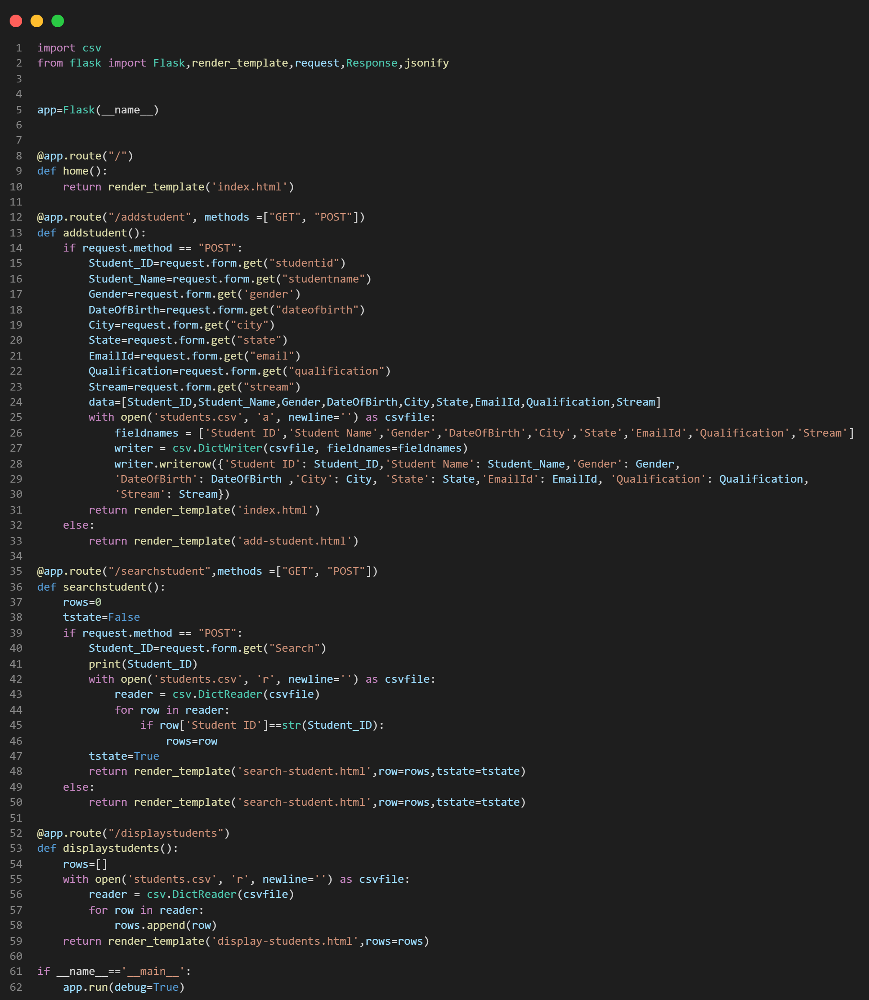 1 import csv
2 from flask import Flask,render_template,request,Response,jsonify
3
4
5 app=Flask(__name__)
6
7
8 @app.route("/")
9 def home():
10     return render_template('index.html')
11
12 @app.route("/addstudent", methods =["GET", "POST"])
13 def addstudent():
14     if request.method == "POST":
15         Student_ID=request.form.get("studentid")
16         Student_Name=request.form.get("studentname")
17         Gender=request.form.get('gender')
18         DateOfBirth=request.form.get("dateofbirth")
19         City=request.form.get("city")
20         State=request.form.get("state")
21         EmailId=request.form.get("email")
22         Qualification=request.form.get("qualification")
23         Stream=request.form.get("stream")
24         data=[Student_ID,Student_Name,Gender,DateOfBirth,City,State,EmailId,Qualification,Stream]
25         with open('students.csv', 'a', newline='') as csvfile:
26             fieldnames = ['Student ID','Student Name','Gender','DateOfBirth','City','State','EmailId','Qualification','Stream']
27             writer = csv.DictWriter(csvfile, fieldnames=fieldnames)
28             writer.writerow({'Student ID': Student_ID,'Student Name': Student_Name,'Gender': Gender,
29             'DateOfBirth': DateOfBirth ,'City': City, 'State': State,'EmailId': EmailId, 'Qualification': Qualification,
30             'Stream': Stream})
31         return render_template('index.html')
32     else:
33         return render_template('add-student.html')
34
35 @app.route("/searchstudent",methods =["GET", "POST"])
36 def searchstudent():
37     rows=0
38     tstate=False
39     if request.method == "POST":
40         Student_ID=request.form.get("Search")
41         print(Student_ID)
42         with open('students.csv', 'r', newline='') as csvfile:
43             reader = csv.DictReader(csvfile)
44             for row in reader:
45                 if row['Student ID']==str(Student_ID):
46                     rows=row
47         tstate=True
48         return render_template('search-student.html',row=rows,tstate=tstate)
49     else:
50         return render_template('search-student.html',row=rows,tstate=tstate)
51
52 @app.route("/displaystudents")
53 def displaystudents():
54     rows=[]
55     with open('students.csv', 'r', newline='') as csvfile:
56         reader = csv.DictReader(csvfile)
57         for row in reader:
58             rows.append(row)
59     return render_template('display-students.html',rows=rows)
60
61 if __name__=='__main__':
62     app.run(debug=True)